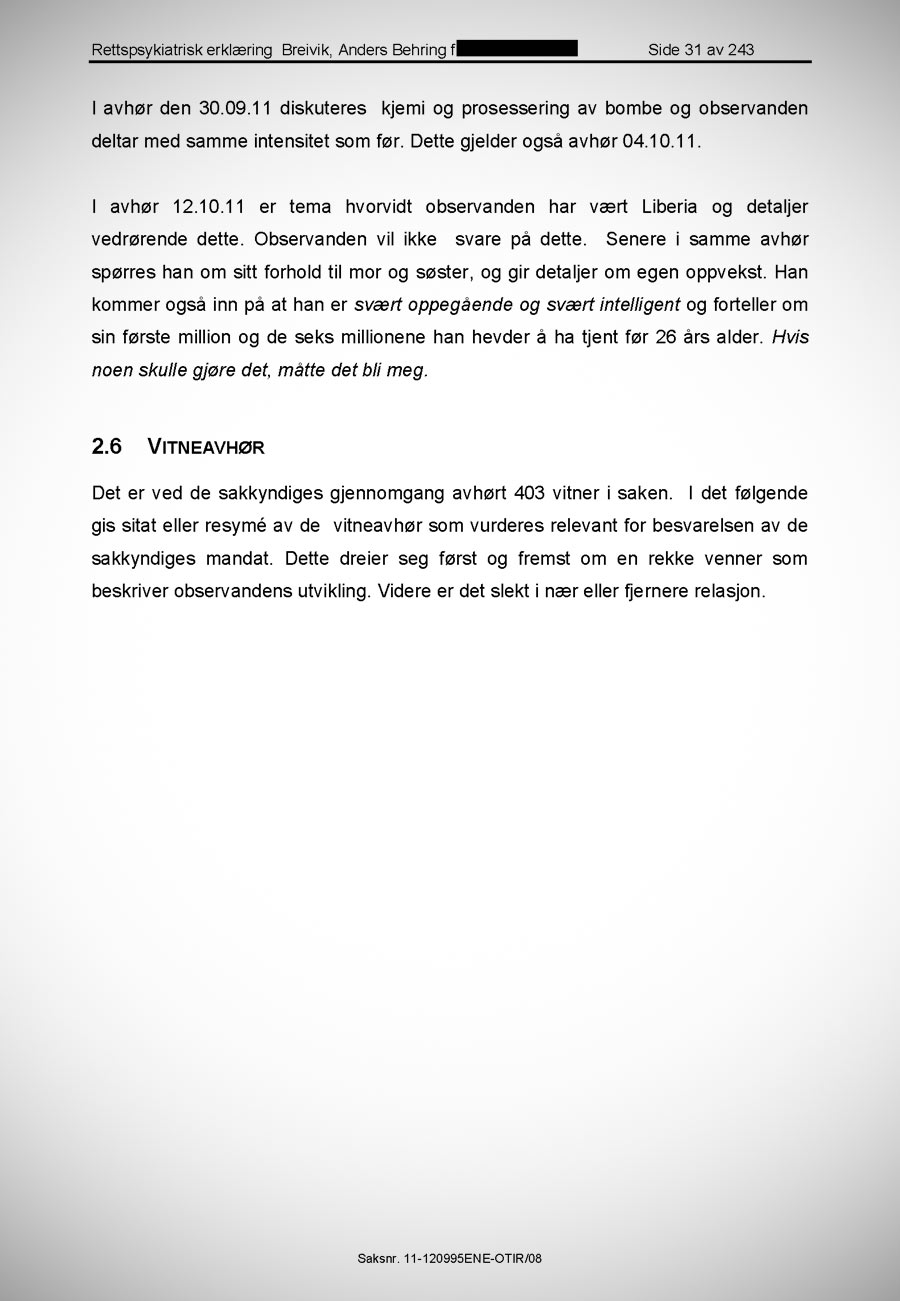 Rettspsykiatrisk erklæring  Breivik, Anders Behring f Side 31 av 243
I avhør den 30.09.11 diskuteres  kjemi og prosessering av bombe og observanden
deltar med samme intensitet som før. Dette gjelder også avhør 04.10.11.
I avhør 12.10.11 er tema hvorvidt observanden har vært Liberia og detaljer
vedrørende dette. Observanden vil ikke  svare på dette.  Senere i samme avhør
spørres han om sitt forhold til mor og søster, og gir detaljer om egen oppvekst. Han
kommer også inn på at han er svært oppegående og svært intelligent og forteller om
sin første million og de seks millionene han hevder å ha tjent før 26 års alder. Hvis
noen skulle gjøre det, måtte det bli meg.
2.6 VITNEAVHØR
Det er ved de sakkyndiges gjennomgang avhørt 403 vitner i saken.  I det følgende
gis sitat eller resymé av de  vitneavhør som vurderes relevant for besvarelsen av de
sakkyndiges mandat. Dette dreier seg først og fremst om en rekke venner som
beskriver observandens utvikling. Videre er det slekt i nær eller fjernere relasjon.
Saksnr. 11-120995ENE-OTIR/08